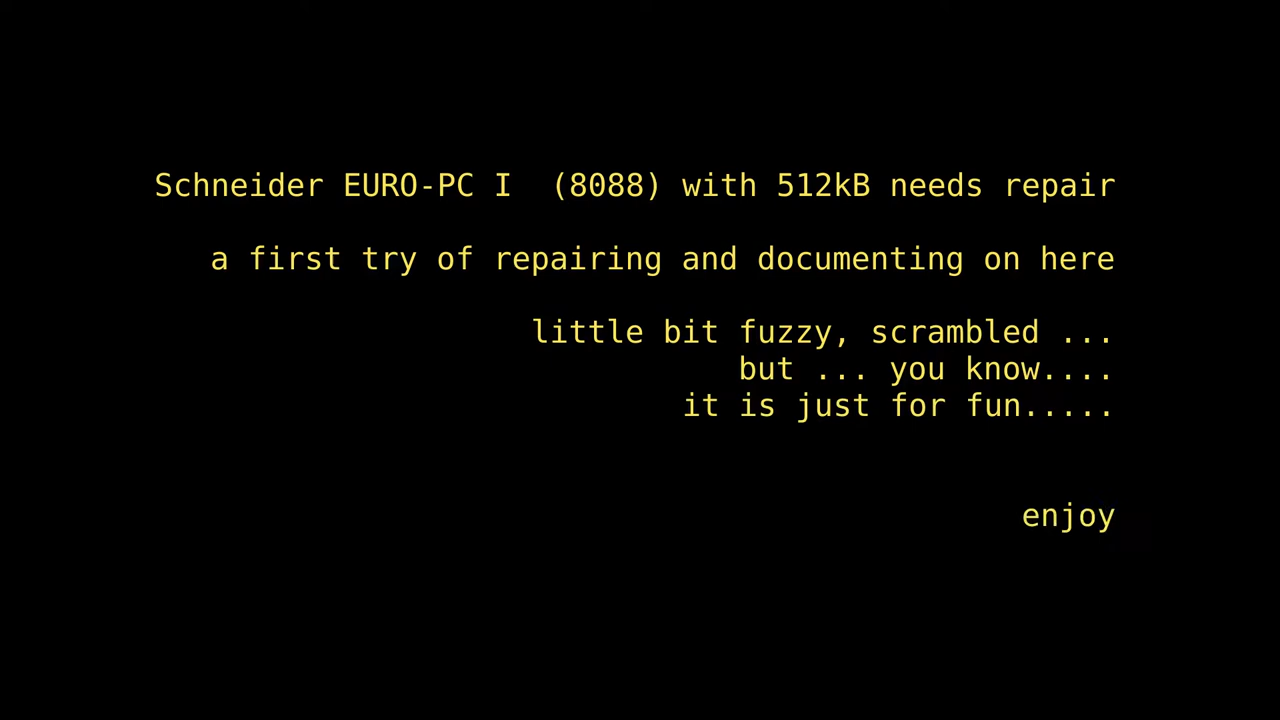 Schneider EURO-PC I  (8088) with 512kB needs repair
a first try of repairing and documenting on here
little bit fuzzy, scrambled ...
but ... you know....
it is just for fun.....
enjoy